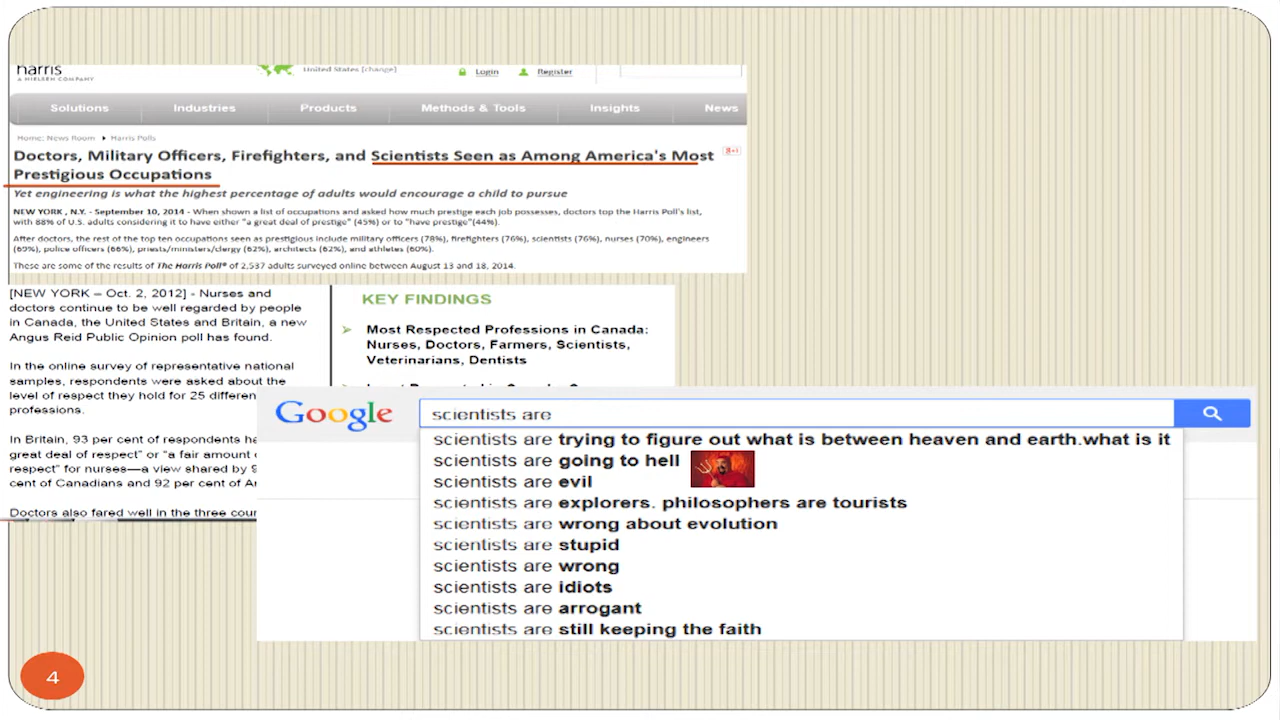 harris
A NIELSEN COMPANY
United States [change]
Login
Register
Solutions
Industries
Products
Methods & Tools
Insights
News
Home: News Room ▸ Harris Polls
Doctors, Military Officers, Firefighters, and Scientists Seen as Among America's Most
Prestigious Occupations
g+1
Yet engineering is what the highest percentage of adults would encourage a child to pursue
NEW YORK , N.Y. - September 10, 2014 - When shown a list of occupations and asked how much prestige each job possesses, doctors top the Harris Poll's list,
with 88% of U.S. adults considering it to have either "a great deal of prestige" (45%) or to "have prestige"(44%).
After doctors, the rest of the top ten occupations seen as prestigious include military officers (78%), firefighters (76%), scientists (76%), nurses (70%), engineers
(69%), police officers (66%), priests/ministers/clergy (62%), architects (62%), and athletes (60%).
These are some of the results of The Harris Poll® of 2,537 adults surveyed online between August 13 and 18, 2014.
[NEW YORK – Oct. 2, 2012] - Nurses and
doctors continue to be well regarded by people
in Canada, the United States and Britain, a new
Angus Reid Public Opinion poll has found.
In the online survey of representative national
samples, respondents were asked about the
level of respect they hold for 25 differen
professions.
In Britain, 93 per cent of respondents ha
great deal of respect" or "a fair amount
respect" for nurses—a view shared by 9
cent of Canadians and 92 per cent of Ar
Doctors also fared well in the three cour
KEY FINDINGS
➢ Most Respected Professions in Canada:
Nurses, Doctors, Farmers, Scientists,
Veterinarians, Dentists
Google
scientists are
scientists are trying to figure out what is between heaven and earth.what is it
scientists are going to hell
scientists are evil
scientists are explorers. philosophers are tourists
scientists are wrong about evolution
scientists are stupid
scientists are wrong
scientists are idiots
scientists are arrogant
scientists are still keeping the faith
4